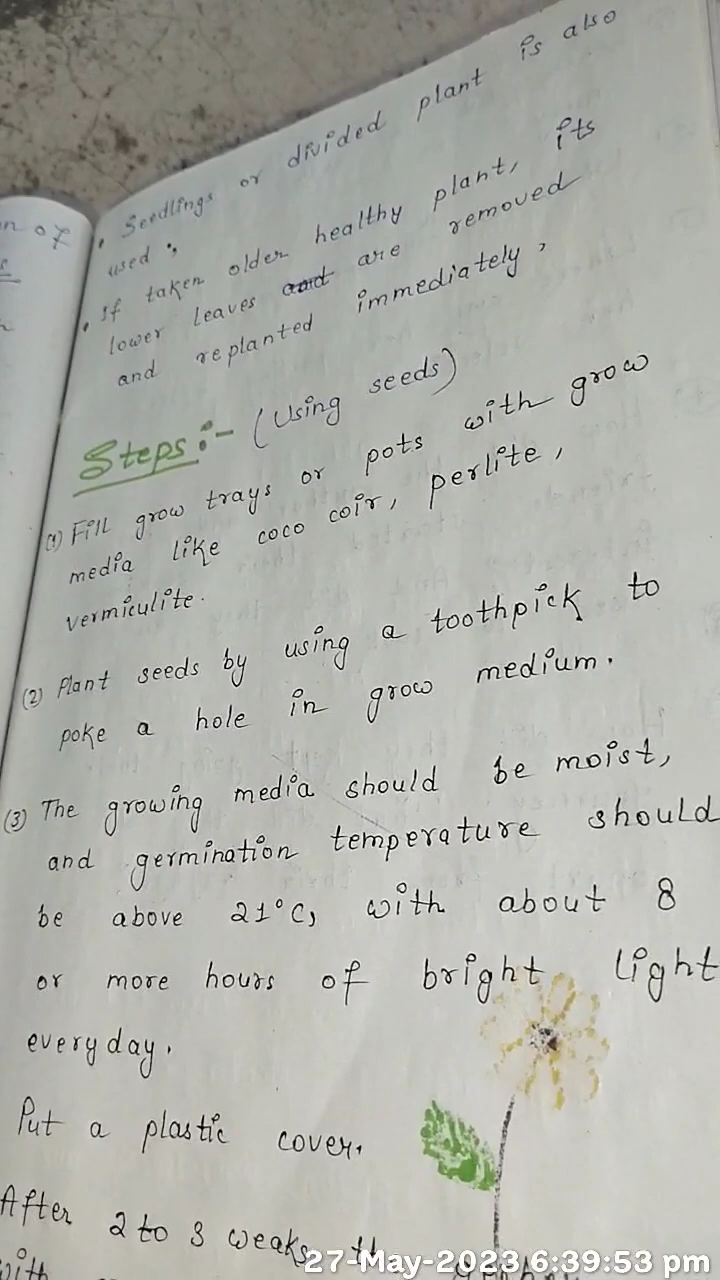 n of
• Seedlings or divided plant is also
used.
• If taken older healthy plant, its
lower leaves are removed
and replanted immediately,
Steps:- (Using seeds)
(1) Fill grow trays or pots with grow
media like coco coir, perlite,
vermiculite.
(2) Plant seeds by using a toothpick to
poke a hole in grow medium.
(3) The growing media should be moist,
and germination temperature should
be above 21°C, with about 8
or more hours of bright light
everyday.
Put a plastic cover.
After 2 to 3 weaks
with
27-May-2023 6:39:53 pm